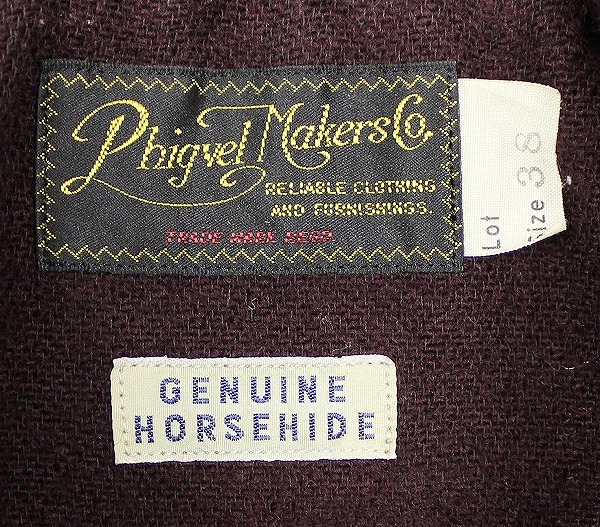 Phigvel Makers Co.
RELIABLE CLOTHING
AND FURNISHINGS.
TRADE MARK REGD.
Lot
Size 38
GENUINE
HORSEHIDE